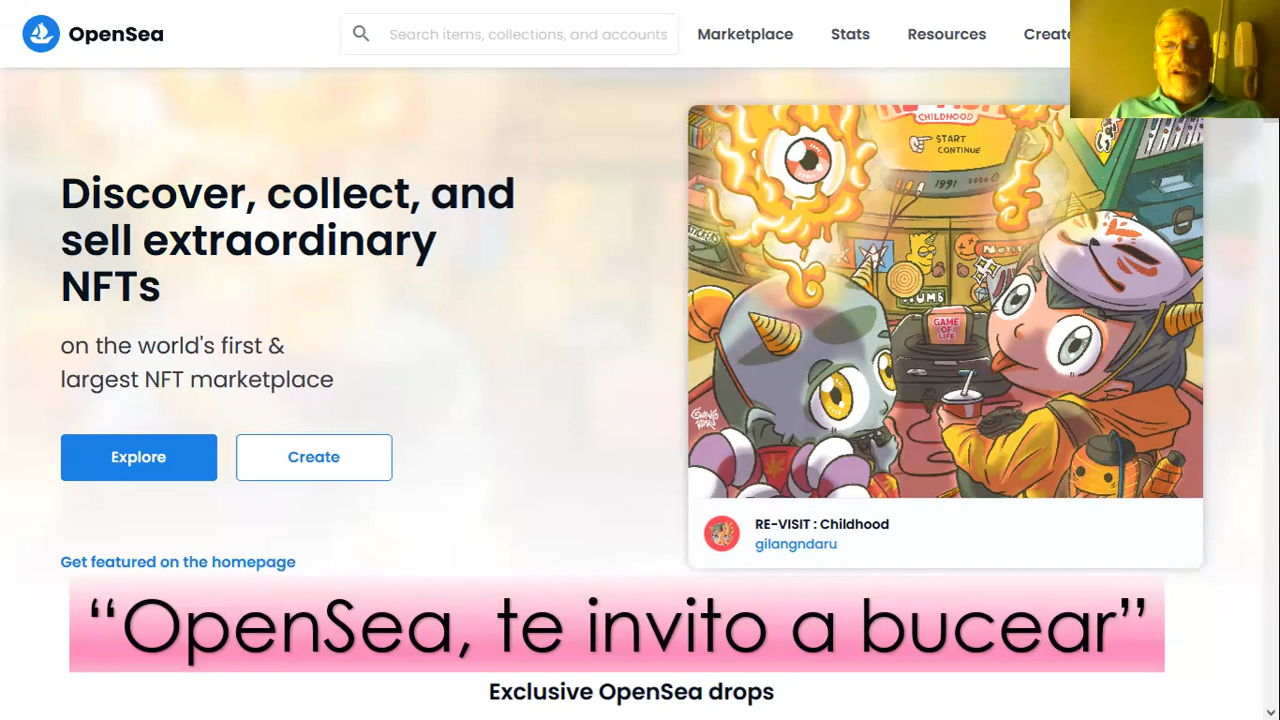 OpenSea
Search items, collections, and accounts
Marketplace
Stats
Resources
Create
CHILDHOOD
START
CONTINUE
1991
GAME
OF
LIFE
Discover, collect, and
sell extraordinary
NFTs
on the world's first &
largest NFT marketplace
Explore
Create
RE-VISIT : Childhood
gilangndaru
Get featured on the homepage
“OpenSea, te invito a bucear”
Exclusive OpenSea drops